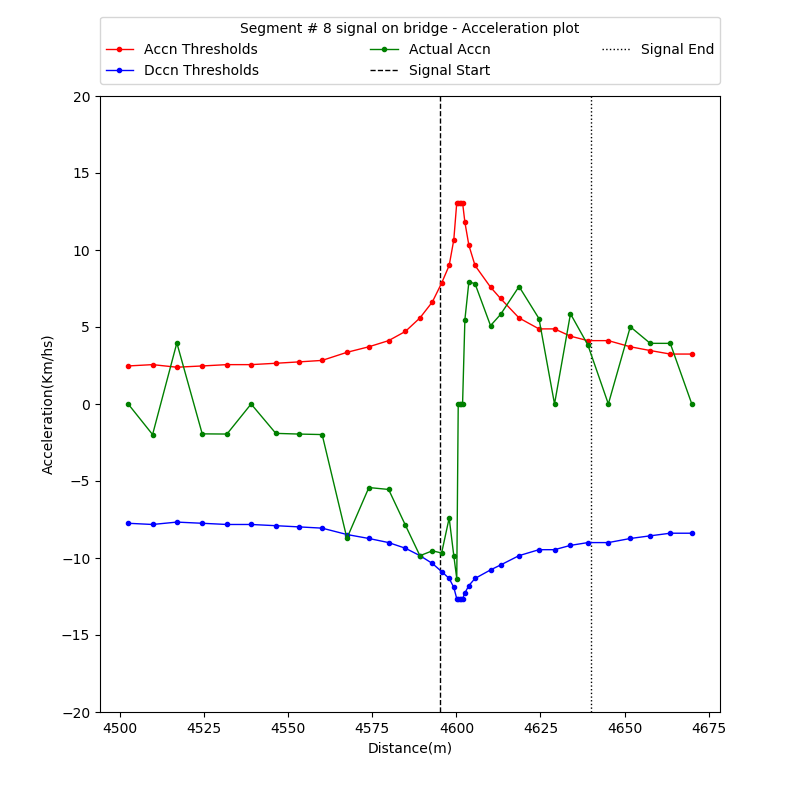 Segment # 8 signal on bridge - Acceleration plot
Accn Thresholds
Dccn Thresholds
Actual Accn
Signal Start
Signal End
Acceleration(Km/hs)
20
15
10
5
0
−5
−10
−15
−20
4500 4525 4550 4575 4600 4625 4650 4675
Distance(m)